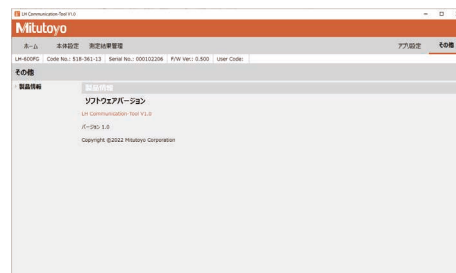 LH Communication-Tool V1.0
Mitutoyo
ホーム 本体設定 測定結果管理 アプリ設定 その他
LH-600FG Code No.: 518-361-13 Serial No.: 000102206 F/W Ver.: 0.500 User Code:
その他
製品情報 製品情報
ソフトウェアバージョン
LH Communication-Tool V1.0
バージョン 1.0
Copyright @2022 Mitutoyo Corporation